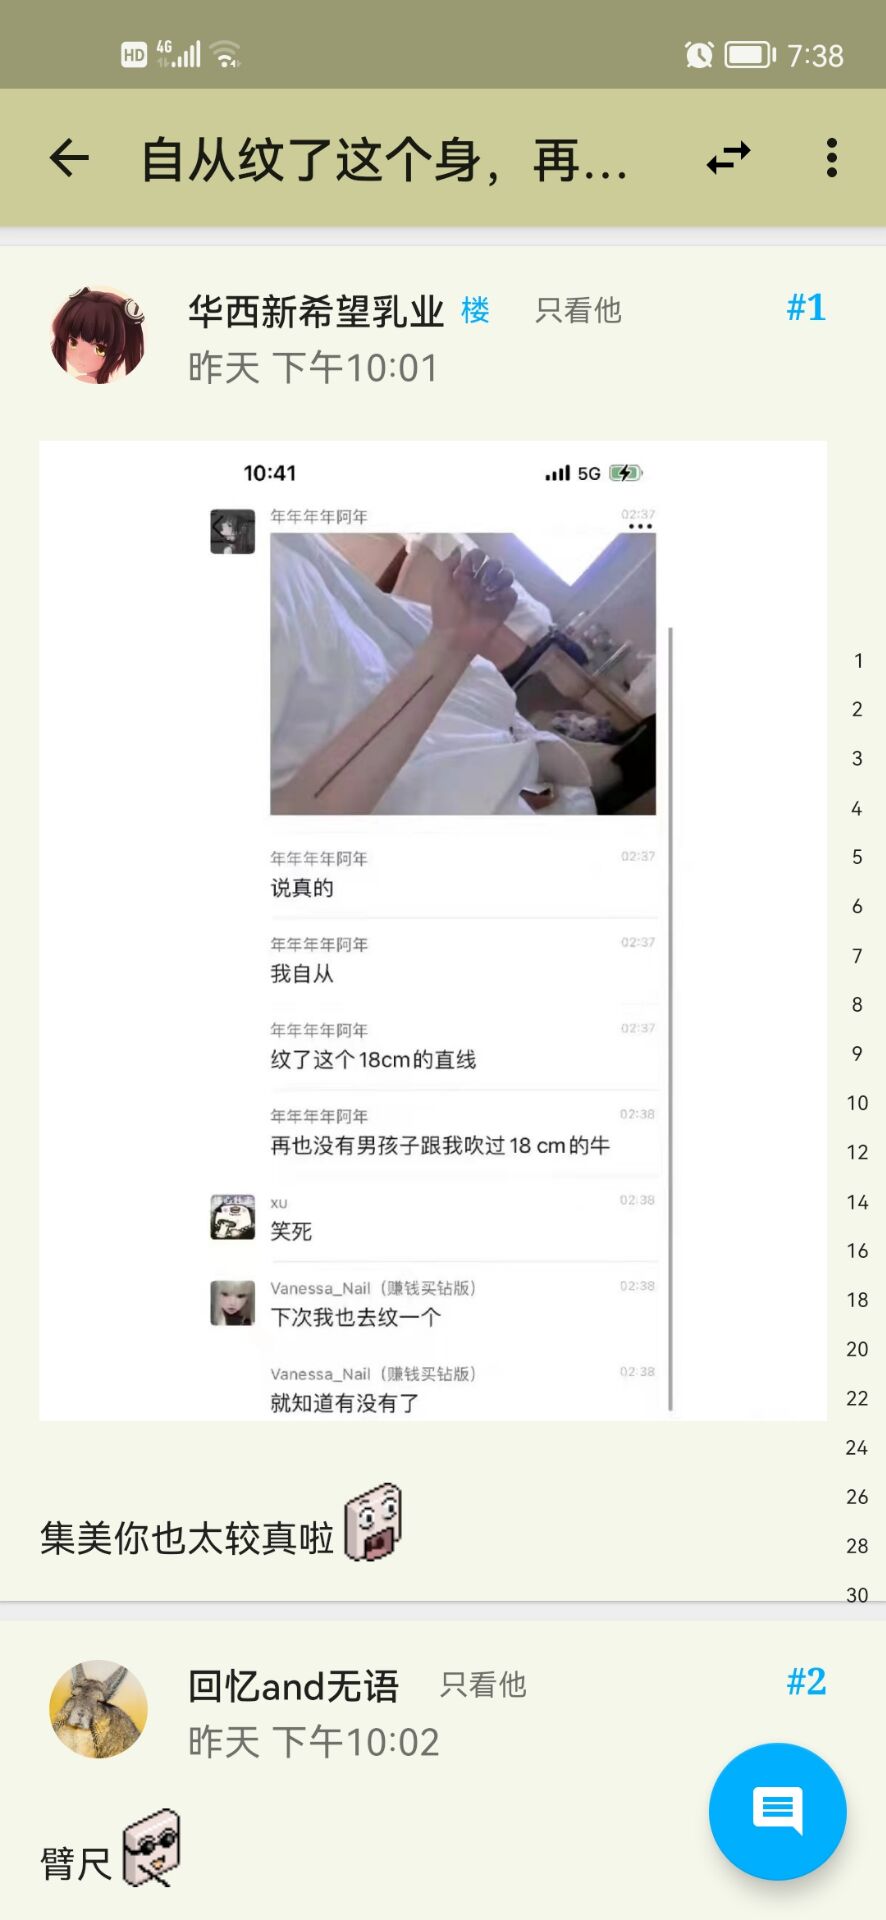 HD 4G 7:38
自从纹了这个身，再...
华西新希望乳业 楼 只看他 #1
昨天 下午10:01
10:41 5G
年年年年阿年 02:37
年年年年阿年 02:37
说真的
年年年年阿年 02:37
我自从
年年年年阿年 02:37
纹了这个18cm的直线
年年年年阿年 02:38
再也没有男孩子跟我吹过18 cm的牛
xu 02:38
笑死
Vanessa_Nail（赚钱买钻版） 02:38
下次我也去纹一个
Vanessa_Nail（赚钱买钻版） 02:38
就知道有没有了
1
2
3
4
5
6
7
8
9
10
12
14
16
18
20
22
24
26
28
30
集美你也太较真啦
回忆and无语 只看他 #2
昨天 下午10:02
臂尺